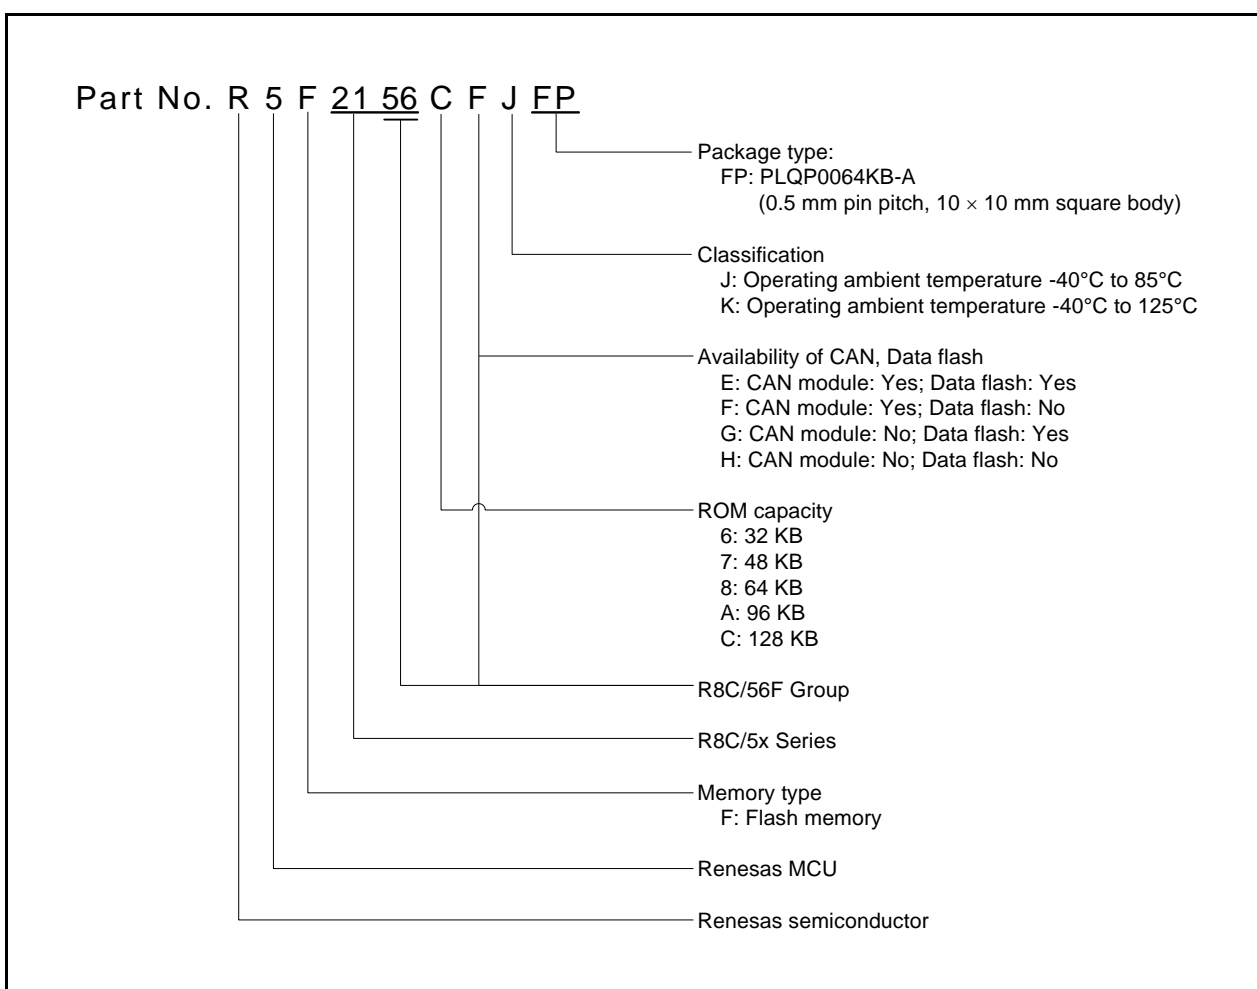 Part No. R 5 F 21 56 C F J FP
Package type:
FP: PLQP0064KB-A
(0.5 mm pin pitch, 10 × 10 mm square body)
Classification
J: Operating ambient temperature -40°C to 85°C
K: Operating ambient temperature -40°C to 125°C
Availability of CAN, Data flash
E: CAN module: Yes; Data flash: Yes
F: CAN module: Yes; Data flash: No
G: CAN module: No; Data flash: Yes
H: CAN module: No; Data flash: No
ROM capacity
6: 32 KB
7: 48 KB
8: 64 KB
A: 96 KB
C: 128 KB
R8C/56F Group
R8C/5x Series
Memory type
F: Flash memory
Renesas MCU
Renesas semiconductor